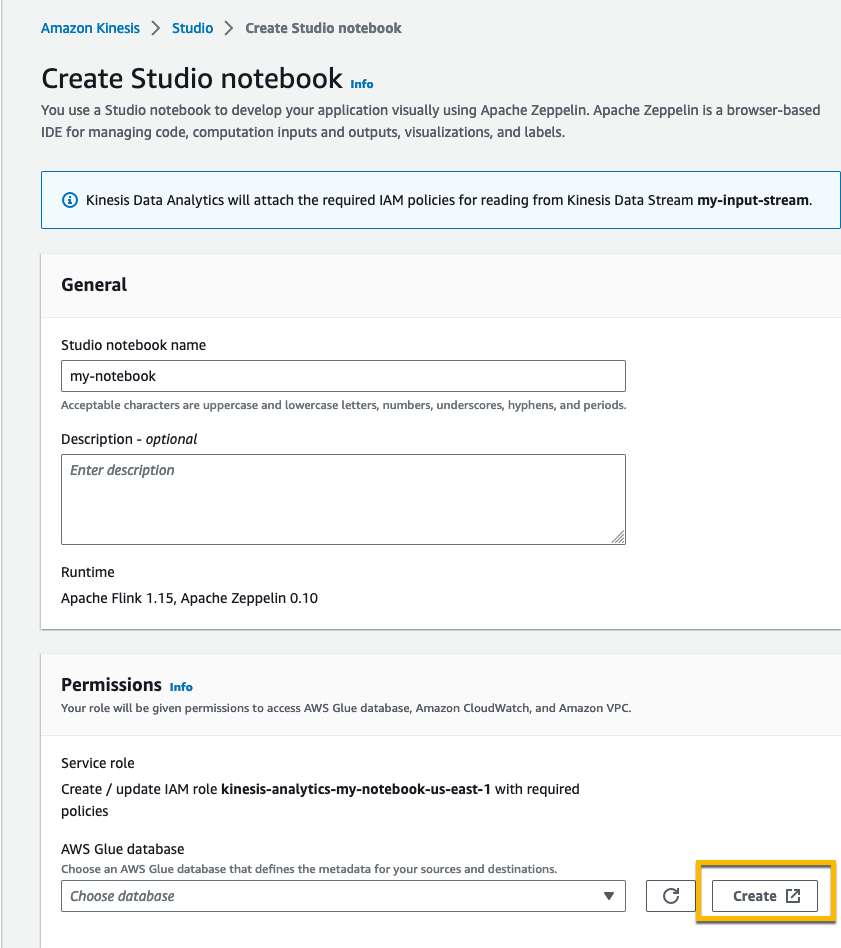 Amazon Kinesis > Studio > Create Studio notebook
Create Studio notebook Info
You use a Studio notebook to develop your application visually using Apache Zeppelin. Apache Zeppelin is a browser-based
IDE for managing code, computation inputs and outputs, visualizations, and labels.
Kinesis Data Analytics will attach the required IAM policies for reading from Kinesis Data Stream my-input-stream.
General
Studio notebook name
my-notebook
Acceptable characters are uppercase and lowercase letters, numbers, underscores, hyphens, and periods.
Description - optional
Enter description
Runtime
Apache Flink 1.15, Apache Zeppelin 0.10
Permissions Info
Your role will be given permissions to access AWS Glue database, Amazon CloudWatch, and Amazon VPC.
Service role
Create / update IAM role kinesis-analytics-my-notebook-us-east-1 with required
policies
AWS Glue database
Choose an AWS Glue database that defines the metadata for your sources and destinations.
Choose database
Create